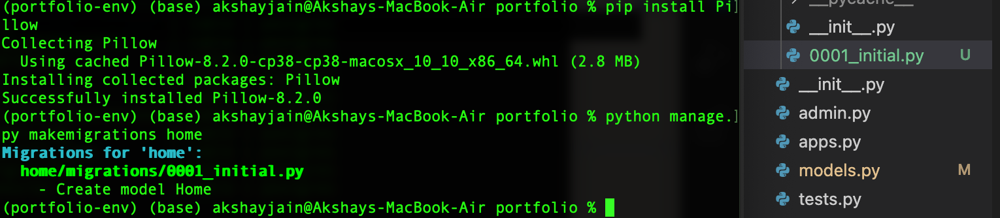 (portfolio-env) (base) akshayjain@Akshays-MacBook-Air portfolio % pip install Pi
llow
Collecting Pillow
Using cached Pillow-8.2.0-cp38-cp38-macosx_10_10_x86_64.whl (2.8 MB)
Installing collected packages: Pillow
Successfully installed Pillow-8.2.0
(portfolio-env) (base) akshayjain@Akshays-MacBook-Air portfolio % python manage.
py makemigrations home
Migrations for 'home':
home/migrations/0001_initial.py
- Create model Home
(portfolio-env) (base) akshayjain@Akshays-MacBook-Air portfolio %
__pycache__
__init__.py
0001_initial.py U
__init__.py
admin.py
apps.py
models.py M
tests.py